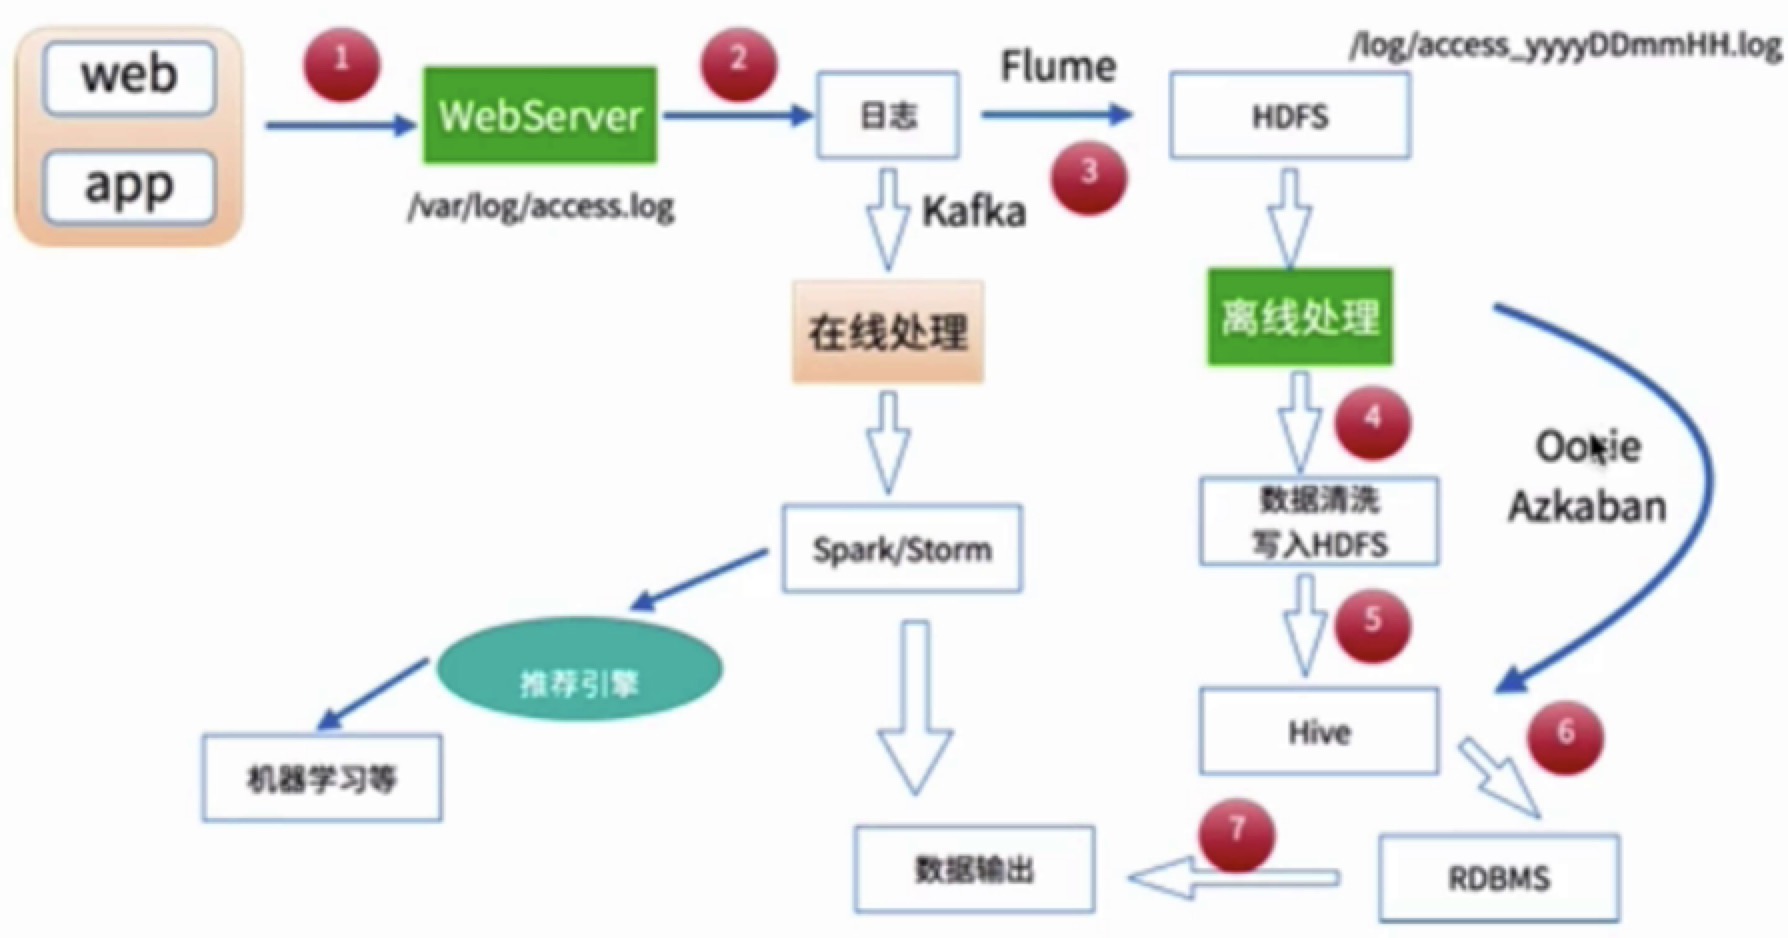 web
app
1
WebServer
/var/log/access.log
2
日志
Flume
3
/log/access_yyyyDDmmHH.log
HDFS
Kafka
在线处理
离线处理
4
Oozie
Azkaban
数据清洗
写入HDFS
Spark/Storm
5
推荐引擎
机器学习等
Hive
6
7
数据输出
RDBMS